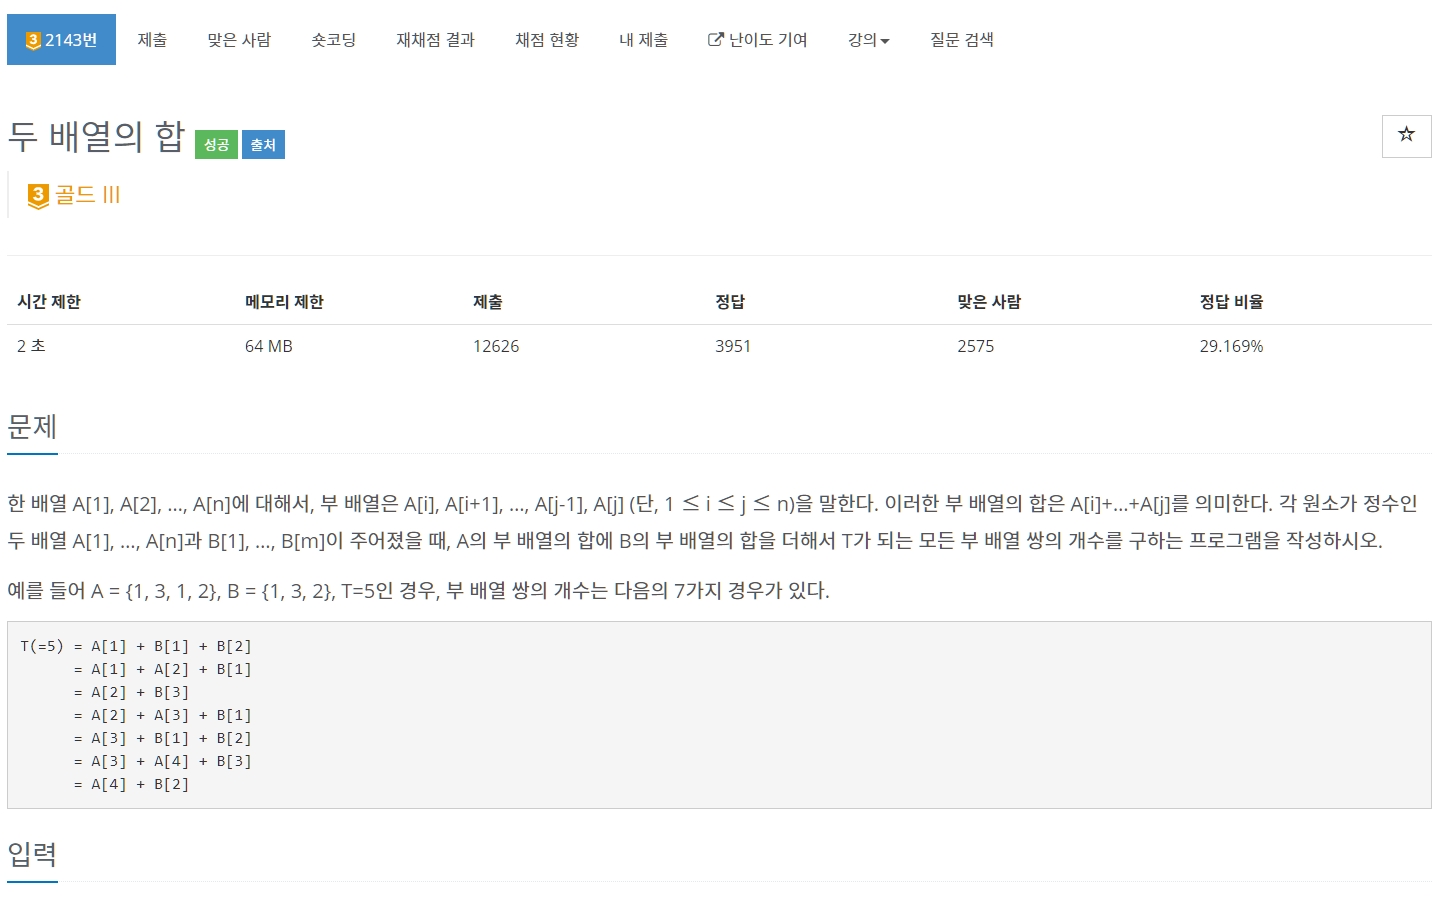 3 2143번 제출 맞은 사람 숏코딩 재채점 결과 채점 현황 내 제출 난이도 기여 강의 질문 검색
두 배열의 합 성공 출처
3 골드 III
시간 제한 메모리 제한 제출 정답 맞은 사람 정답 비율
2 초 64 MB 12626 3951 2575 29.169%
문제
한 배열 A[1], A[2], …, A[n]에 대해서, 부 배열은 A[i], A[i+1], …, A[j-1], A[j] (단, 1 ≤ i ≤ j ≤ n)을 말한다. 이러한 부 배열의 합은 A[i]+…+A[j]를 의미한다. 각 원소가 정수인
두 배열 A[1], …, A[n]과 B[1], …, B[m]이 주어졌을 때, A의 부 배열의 합에 B의 부 배열의 합을 더해서 T가 되는 모든 부 배열 쌍의 개수를 구하는 프로그램을 작성하시오.
예를 들어 A = {1, 3, 1, 2}, B = {1, 3, 2}, T=5인 경우, 부 배열 쌍의 개수는 다음의 7가지 경우가 있다.
T(=5) = A[1] + B[1] + B[2]
= A[1] + A[2] + B[1]
= A[2] + B[3]
= A[2] + A[3] + B[1]
= A[3] + B[1] + B[2]
= A[3] + A[4] + B[3]
= A[4] + B[2]
입력